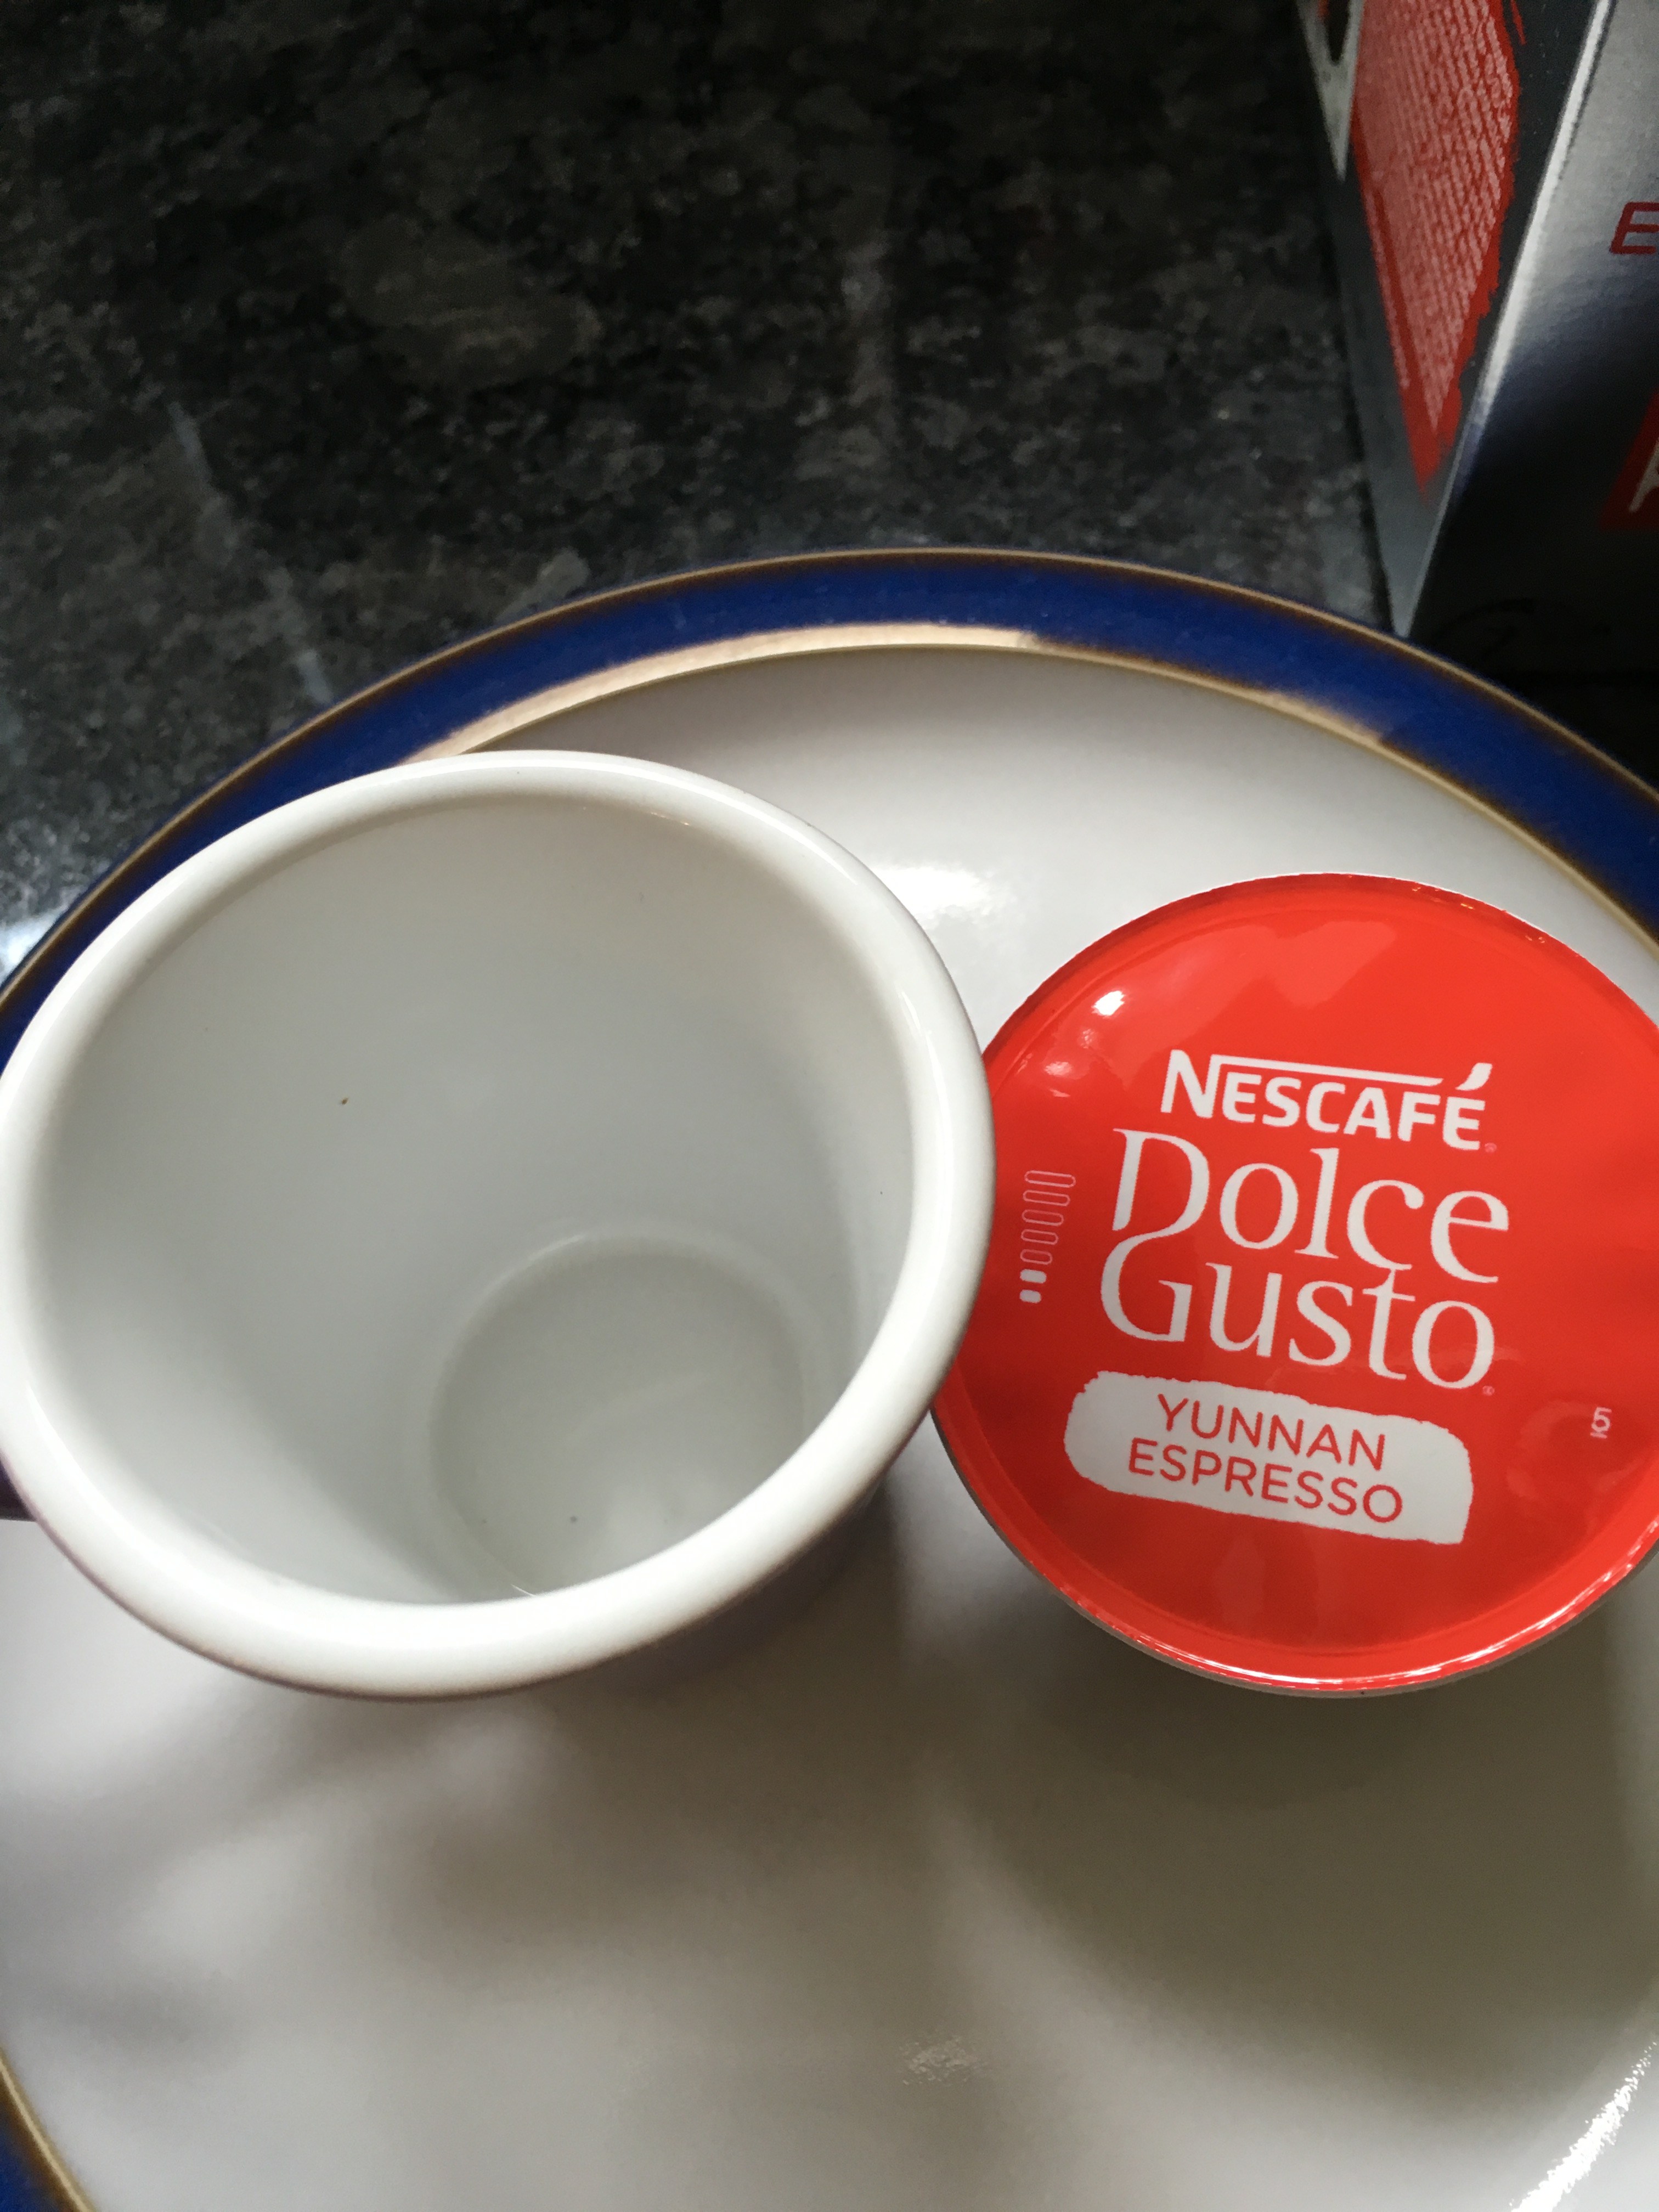 NESCAFÉ
Dolce
Gusto
YUNNAN
ESPRESSO
5
E